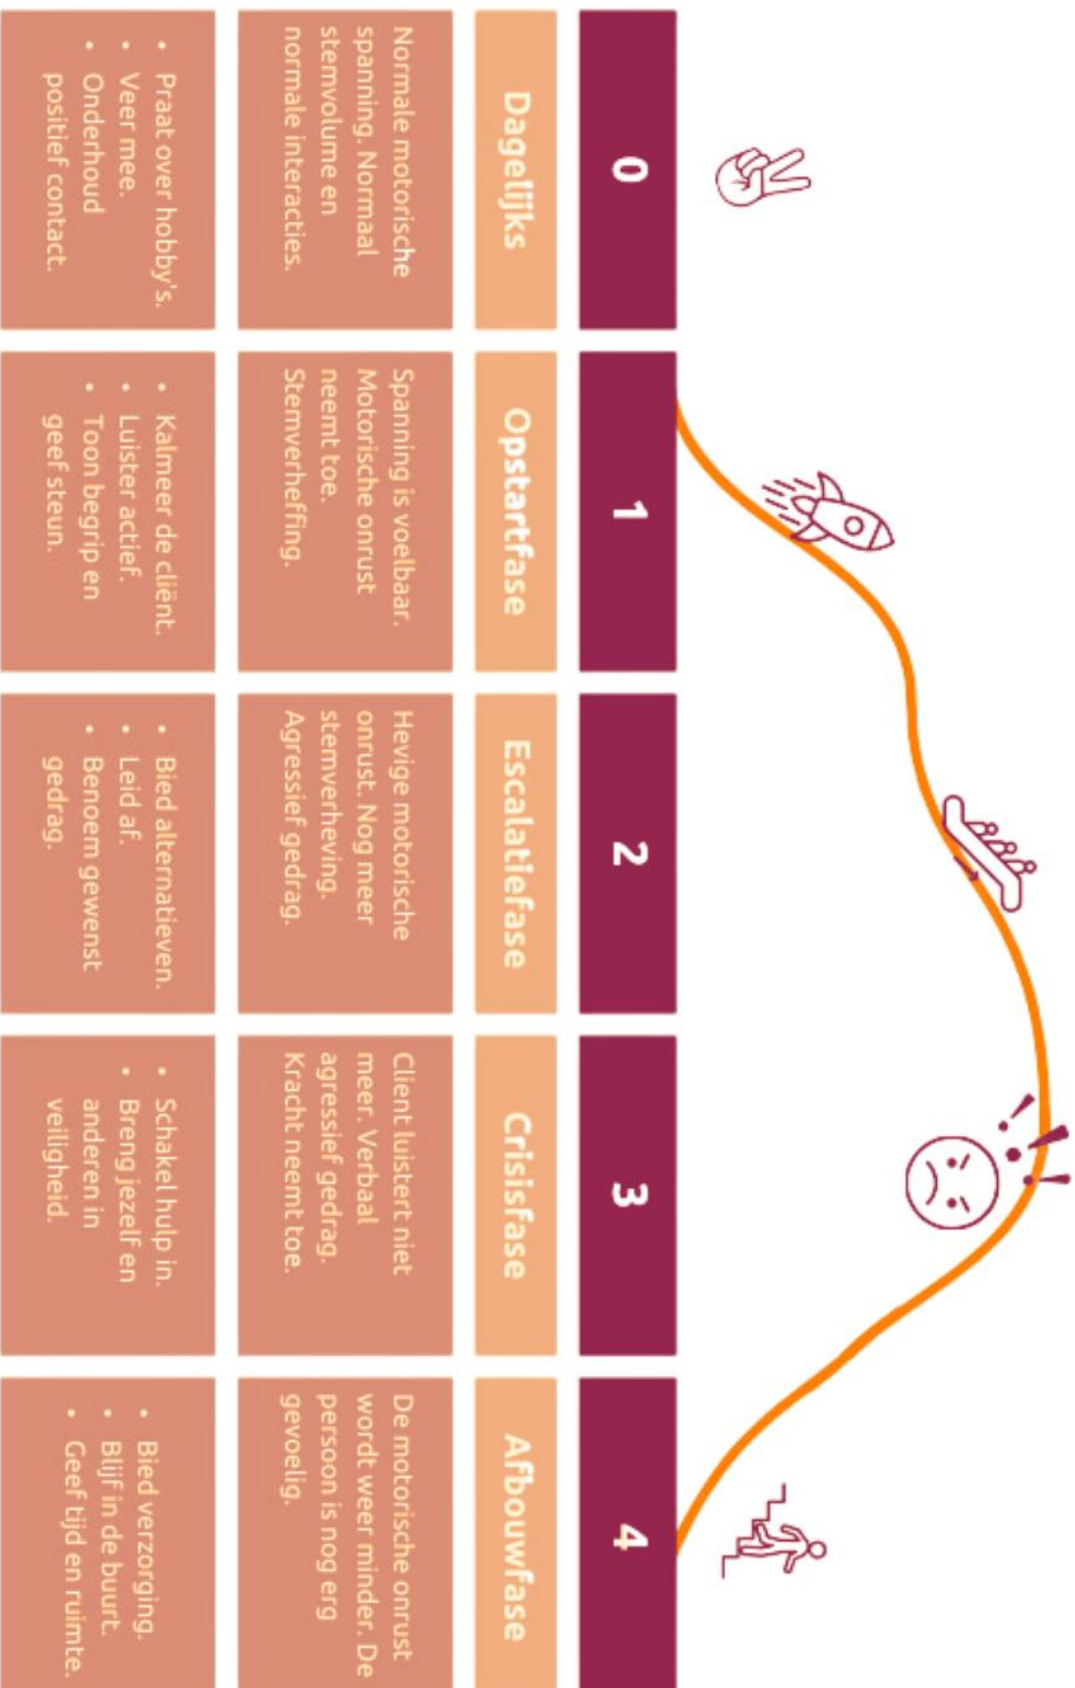 0
1
2
3
4
Dagelijks
Opstartfase
Escalatiefase
Crisisfase
Afbouwfase
Normale motorische
spanning. Normaal
stemvolume en
normale interacties.
Spanning is voelbaar.
Motorische onrust
neemt toe.
Stemverheffing.
Hevige motorische
onrust. Nog meer
stemverheving.
Agressief gedrag.
Client luistert niet
meer. Verbaal
agressief gedrag.
Kracht neemt toe.
De motorische onrust
wordt weer minder. De
persoon is nog erg
gevoelig.
• Praat over hobby's.
• Veer mee.
• Onderhoud
positief contact.
• Kalmeer de cliënt.
• Luister actief.
• Toon begrip en
geef steun.
• Bied alternatieven.
• Leid af.
• Benoem gewenst
gedrag.
• Schakel hulp in.
• Breng jezelf en
anderen in
veiligheid.
• Bied verzorging.
• Blijf in de buurt.
• Geef tijd en ruimte.